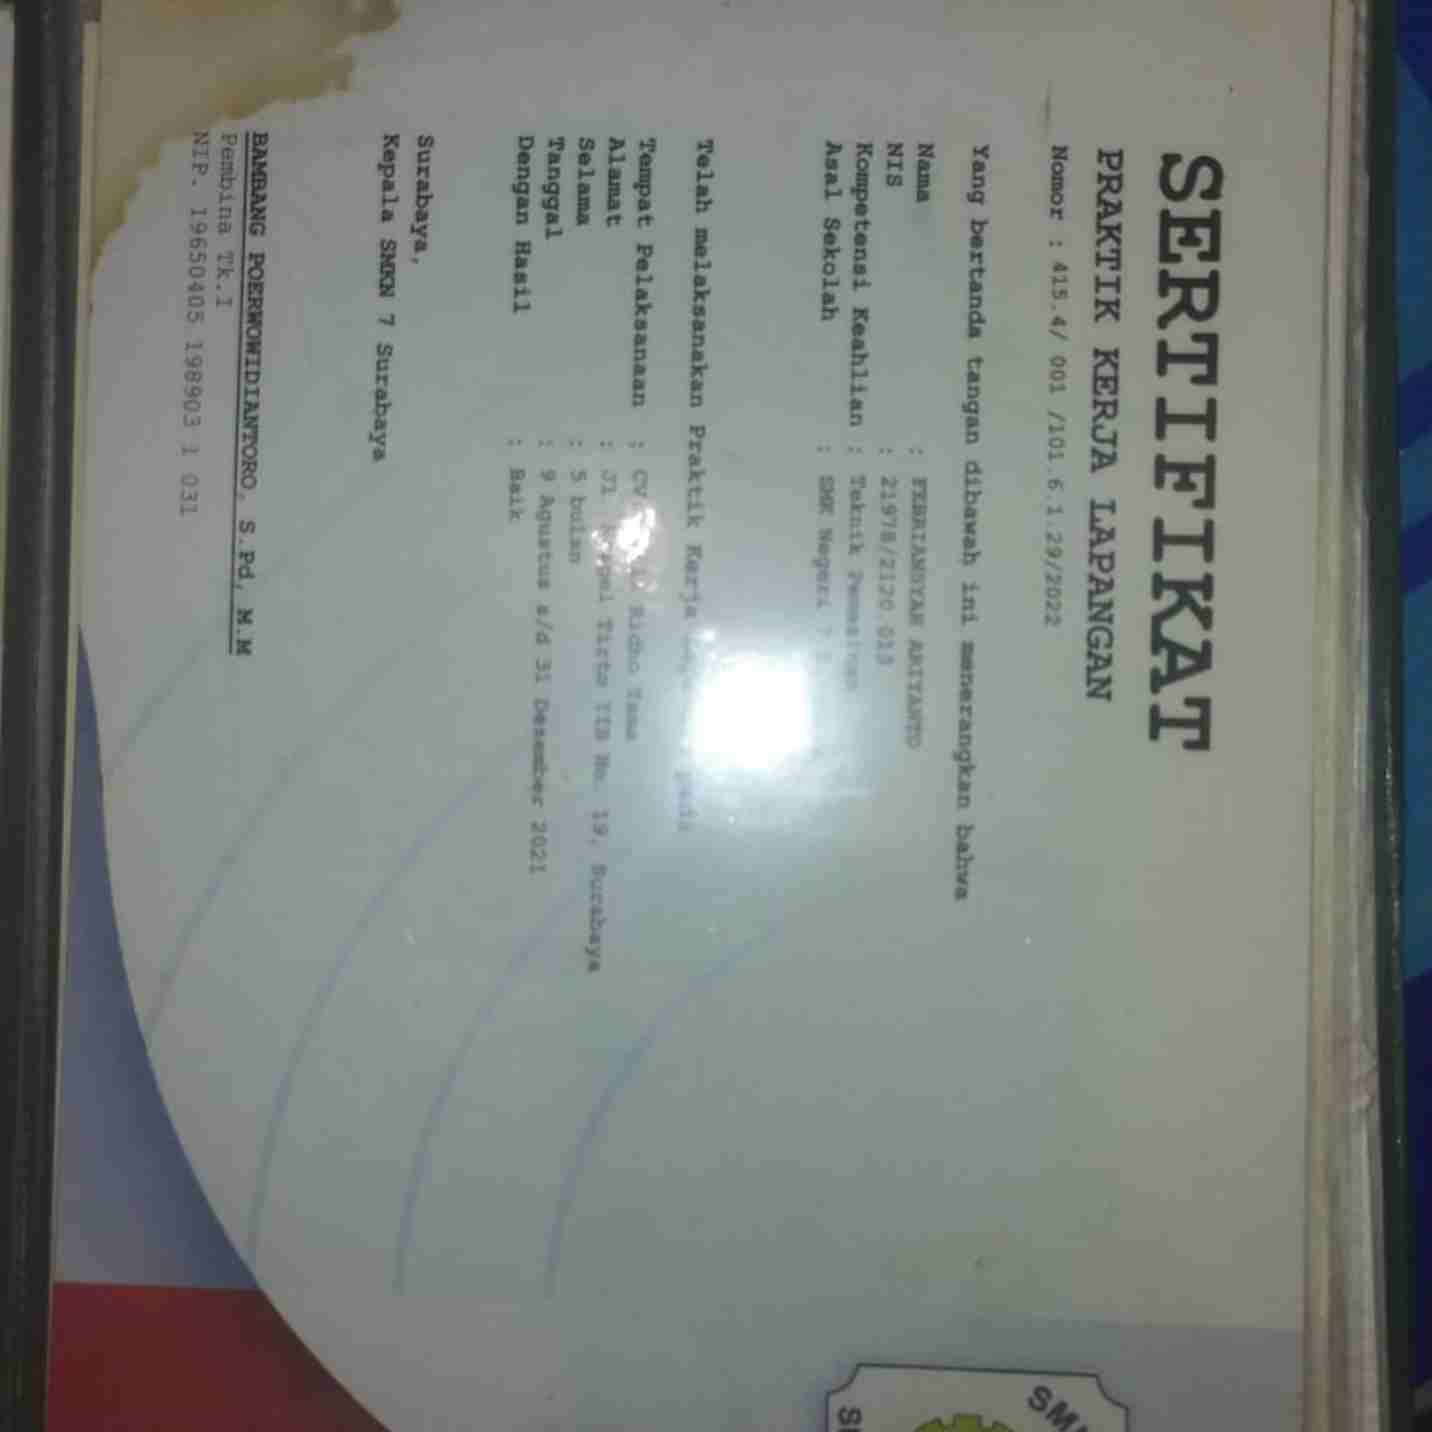 SERTIFIKAT
PRAKTIK KERJA LAPANGAN
Nomor : 415.4/ 001 /101.6.1.29/2022
Yang bertanda tangan dibawah ini menerangkan bahwa
Nama : FEBRIANSYAH ARIYANTO
NIS : 21978/2120.013
Kompetensi Keahlian : Teknik Pemesinan
Asal Sekolah : SMK Negeri 7
Telah melaksanakan Praktik Kerja pada
Tempat Pelaksanaan : CV. Ridho Tama
Alamat : Jl Tirto IIB No. 19, Surabaya
Selama : 5 bulan
Tanggal : 9 Agustus s/d 31 Desember 2021
Dengan Hasil : Baik
Surabaya,
Kepala SMKN 7 Surabaya
BAMBANG POERWOWIDIANTORO, S.Pd, M.M
Pembina Tk.I
NIP. 19650405 198903 1 031